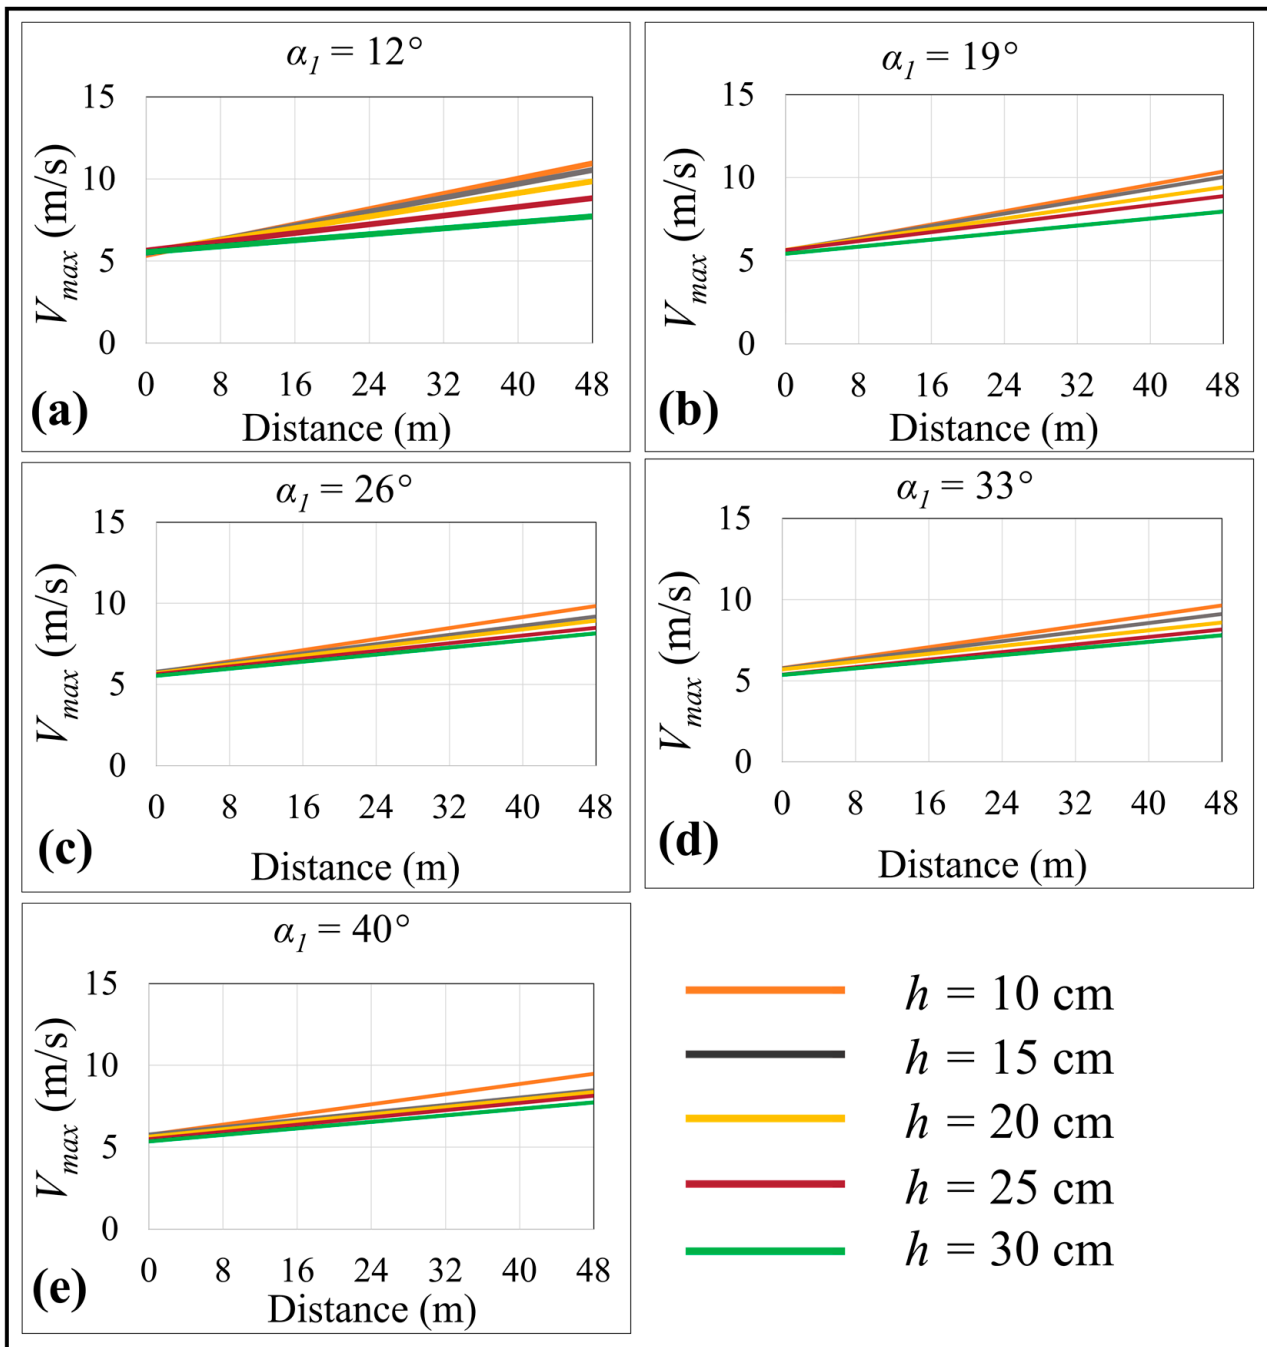 α1 = 12°
15
10
5
0
Vmax (m/s)
0 8 16 24 32 40 48
Distance (m)
(a)
α1 = 19°
15
10
5
0
Vmax (m/s)
0 8 16 24 32 40 48
Distance (m)
(b)
α1 = 26°
15
10
5
0
Vmax (m/s)
0 8 16 24 32 40 48
Distance (m)
(c)
α1 = 33°
15
10
5
0
Vmax (m/s)
0 8 16 24 32 40 48
Distance (m)
(d)
α1 = 40°
15
10
5
0
Vmax (m/s)
0 8 16 24 32 40 48
Distance (m)
(e)
h = 10 cm
h = 15 cm
h = 20 cm
h = 25 cm
h = 30 cm